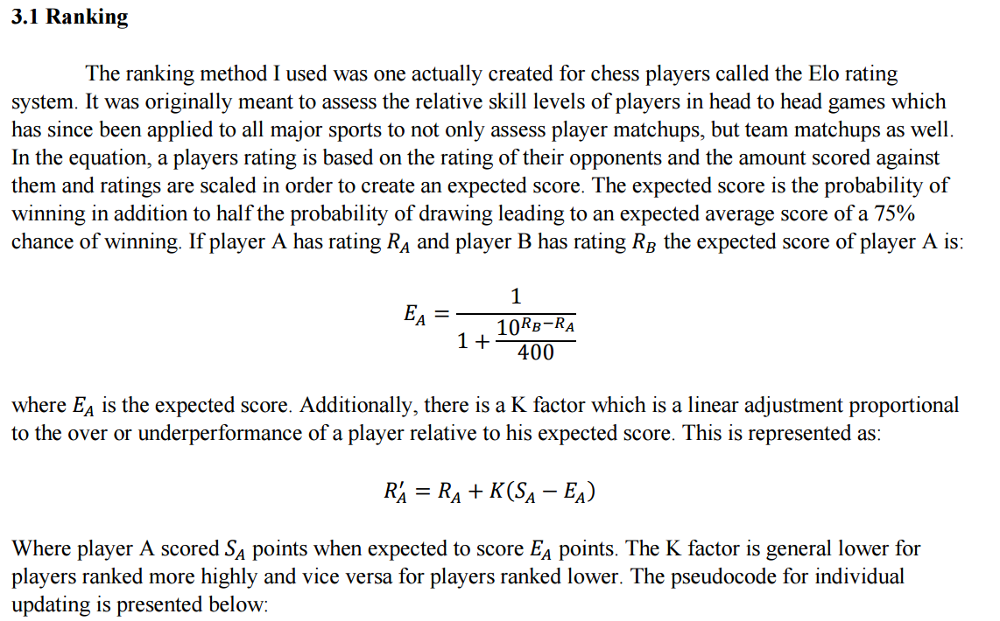 3.1 Ranking
The ranking method I used was one actually created for chess players called the Elo rating
system. It was originally meant to assess the relative skill levels of players in head to head games which
has since been applied to all major sports to not only assess player matchups, but team matchups as well.
In the equation, a players rating is based on the rating of their opponents and the amount scored against
them and ratings are scaled in order to create an expected score. The expected score is the probability of
winning in addition to half the probability of drawing leading to an expected average score of a 75%
chance of winning. If player A has rating R_A and player B has rating R_B the expected score of player A is:
E_A = \frac{1}{1 + \frac{10^{R_B - R_A}}{400}}
where E_A is the expected score. Additionally, there is a K factor which is a linear adjustment proportional
to the over or underperformance of a player relative to his expected score. This is represented as:
R'_A = R_A + K(S_A − E_A)
Where player A scored S_A points when expected to score E_A points. The K factor is general lower for
players ranked more highly and vice versa for players ranked lower. The pseudocode for individual
updating is presented below: